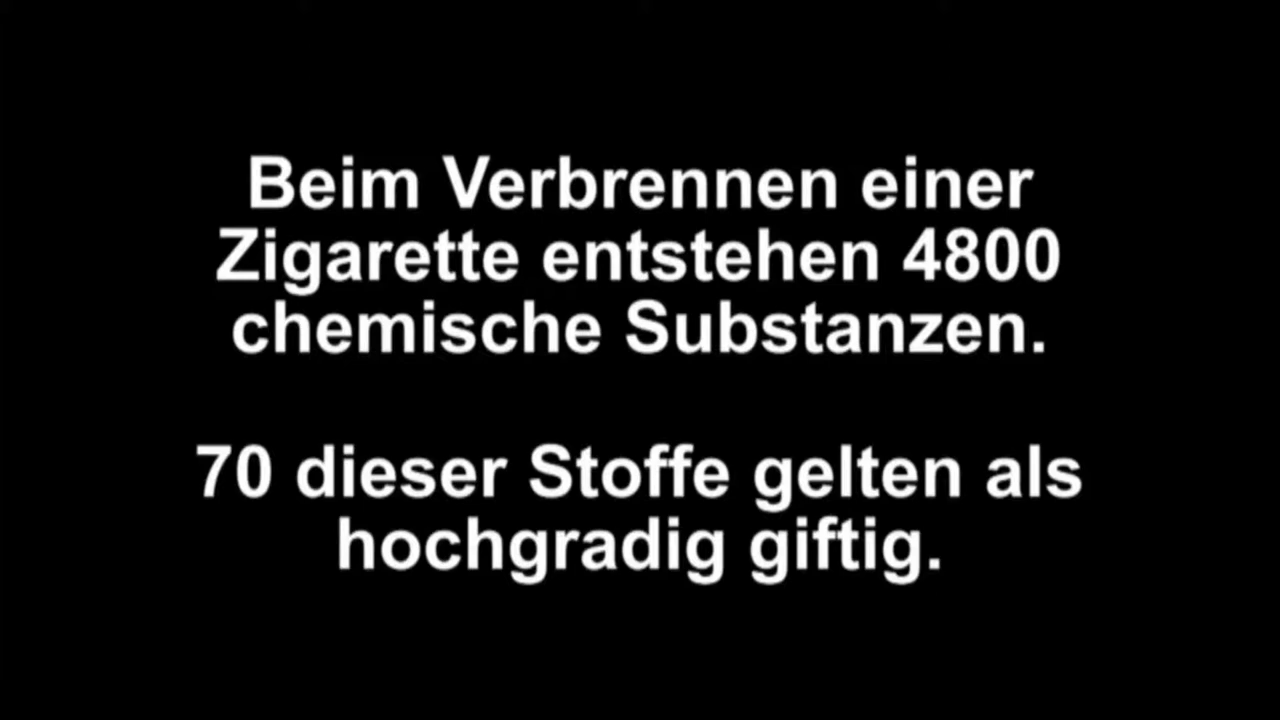 Beim Verbrennen einer
Zigarette entstehen 4800
chemische Substanzen.
70 dieser Stoffe gelten als
hochgradig giftig.